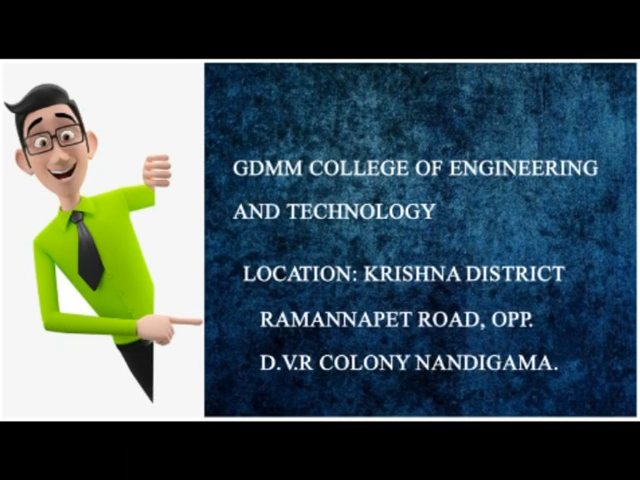 GDMM COLLEGE OF ENGINEERING
AND TECHNOLOGY
LOCATION: KRISHNA DISTRICT
RAMANNAPET ROAD, OPP.
D.V.R COLONY NANDIGAMA.